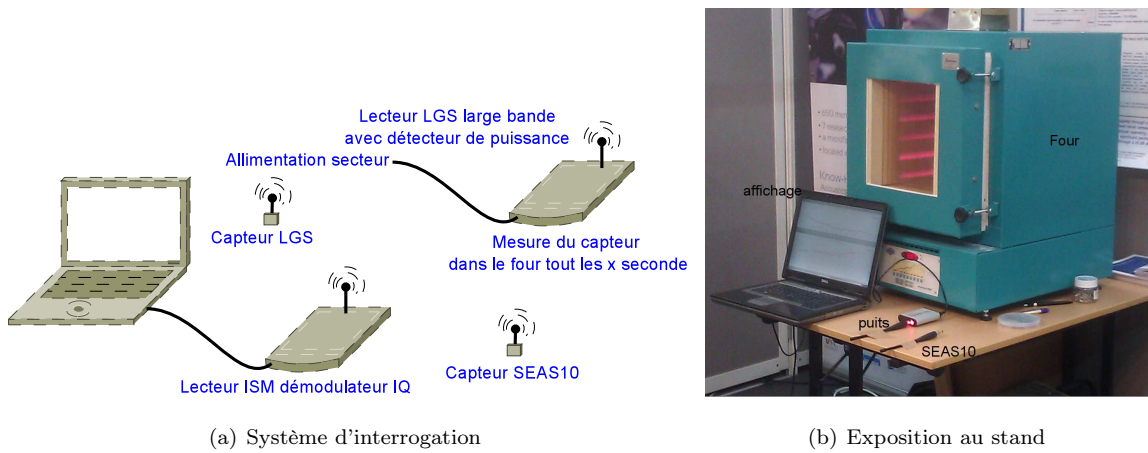 Lecteur LGS large bande
avec détecteur de puissance
Allimentation secteur
Capteur LGS
Mesure du capteur
dans le four tout les x seconde
Lecteur ISM démodulateur IQ
Capteur SEAS10
(a) Système d'interrogation
Four
affichage
puits
SEAS10
(b) Exposition au stand